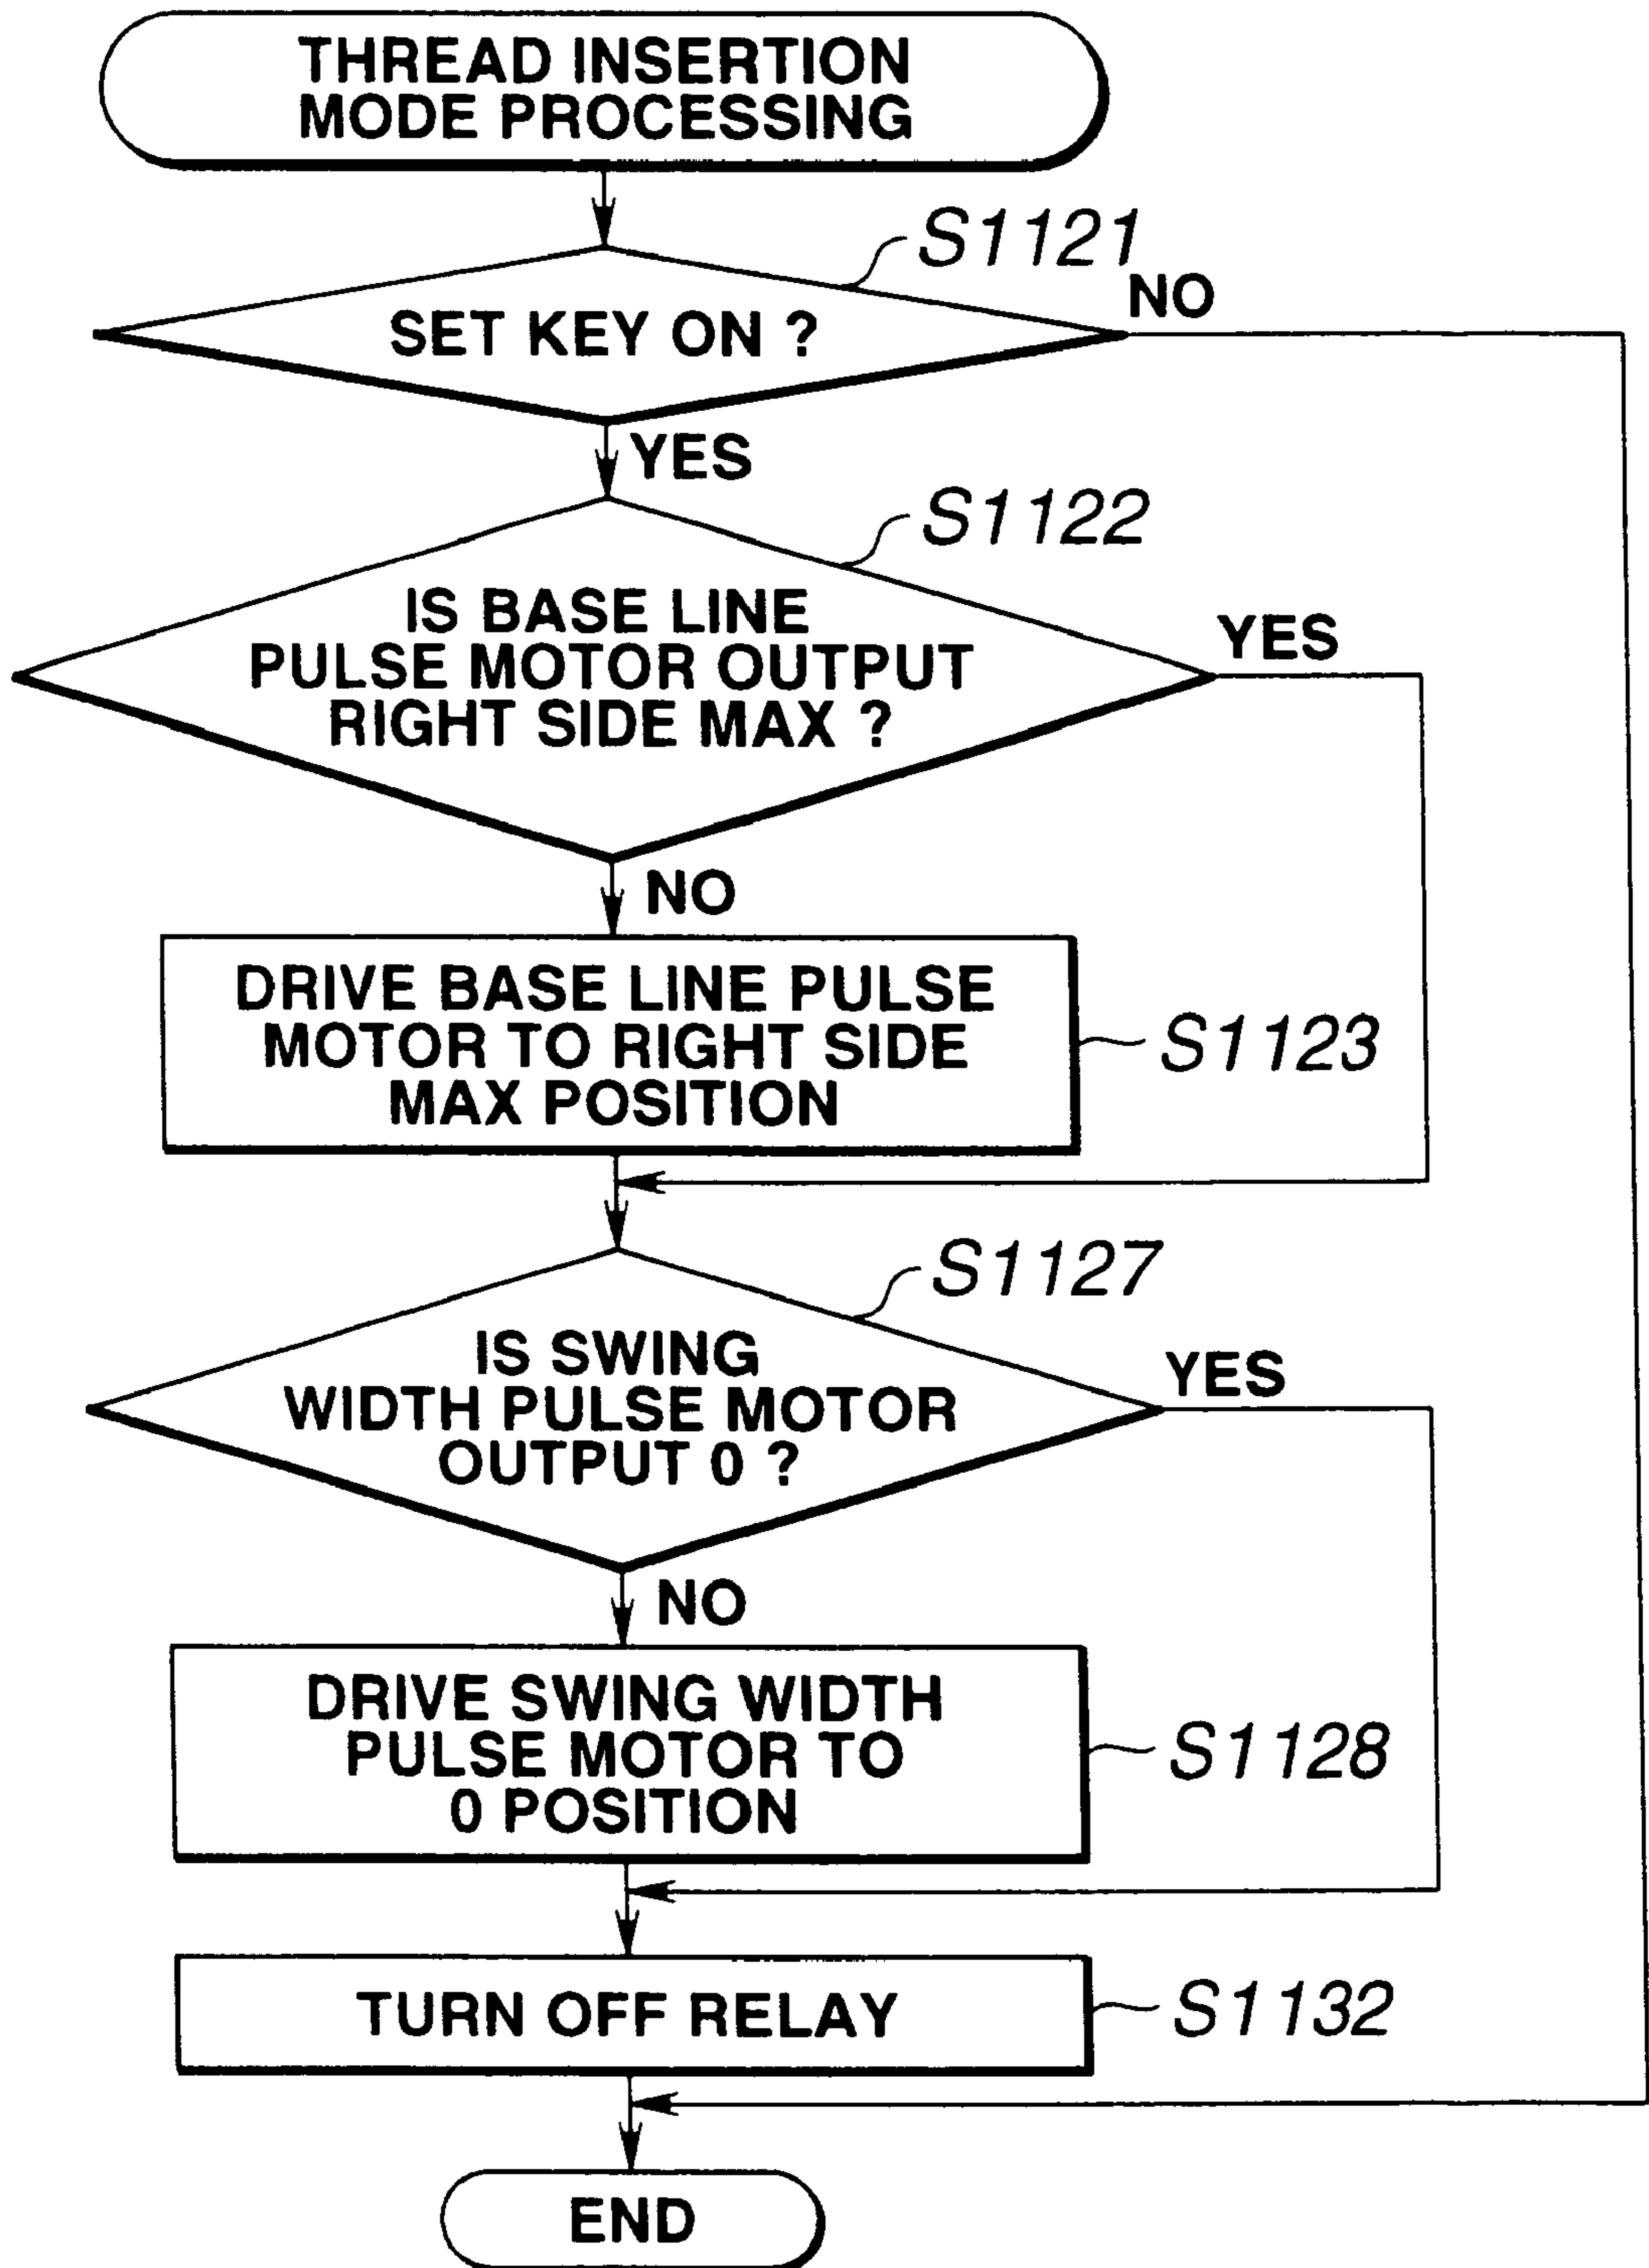 THREAD INSERTION
MODE PROCESSING
S1121
SET KEY ON ?
NO
YES
S1122
IS BASE LINE
PULSE MOTOR OUTPUT
RIGHT SIDE MAX ?
YES
NO
DRIVE BASE LINE PULSE
MOTOR TO RIGHT SIDE
MAX POSITION
S1123
S1127
IS SWING
WIDTH PULSE MOTOR
OUTPUT 0 ?
YES
NO
DRIVE SWING WIDTH
PULSE MOTOR TO
0 POSITION
S1128
TURN OFF RELAY
S1132
END